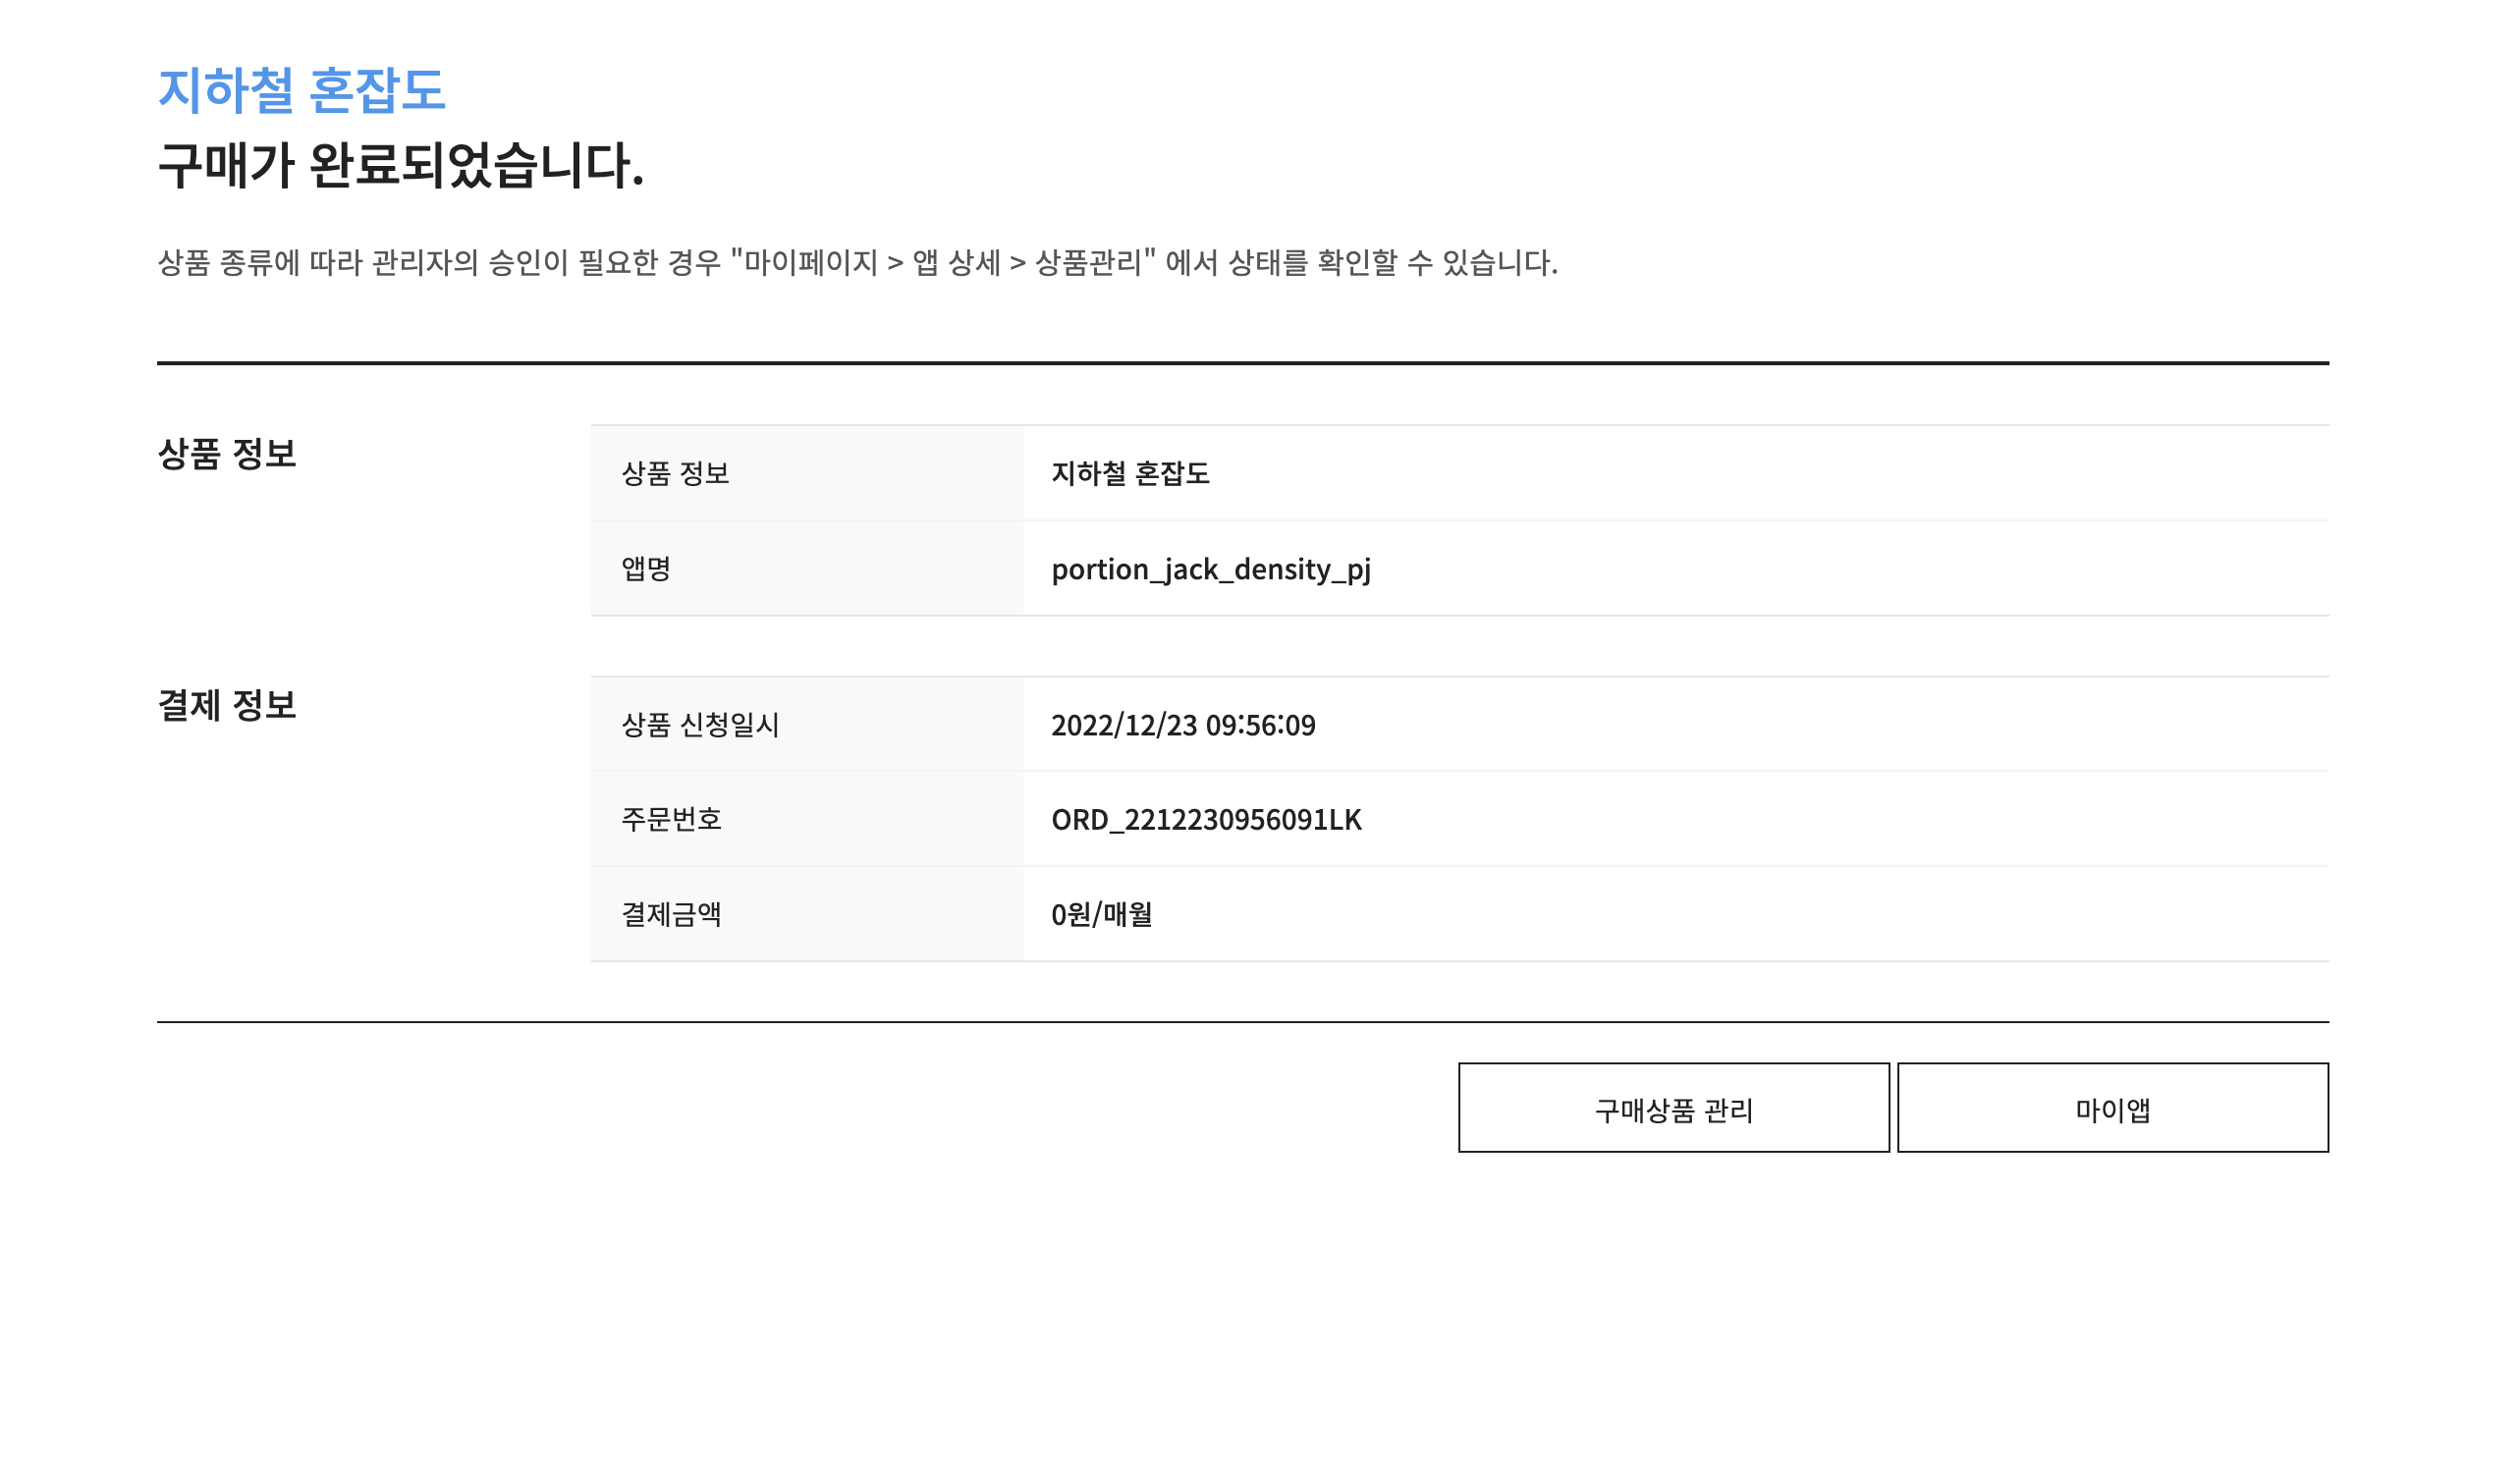 지하철 혼잡도
구매가 완료되었습니다.
상품 종류에 따라 관리자의 승인이 필요한 경우 "마이페이지 > 앱 상세 > 상품관리" 에서 상태를 확인할 수 있습니다.
상품 정보
상품 정보 지하철 혼잡도
앱명 portion_jack_density_pj
결제 정보
상품 신청일시 2022/12/23 09:56:09
주문번호 ORD_2212230956091LK
결제금액 0원/매월
구매상품 관리 마이앱